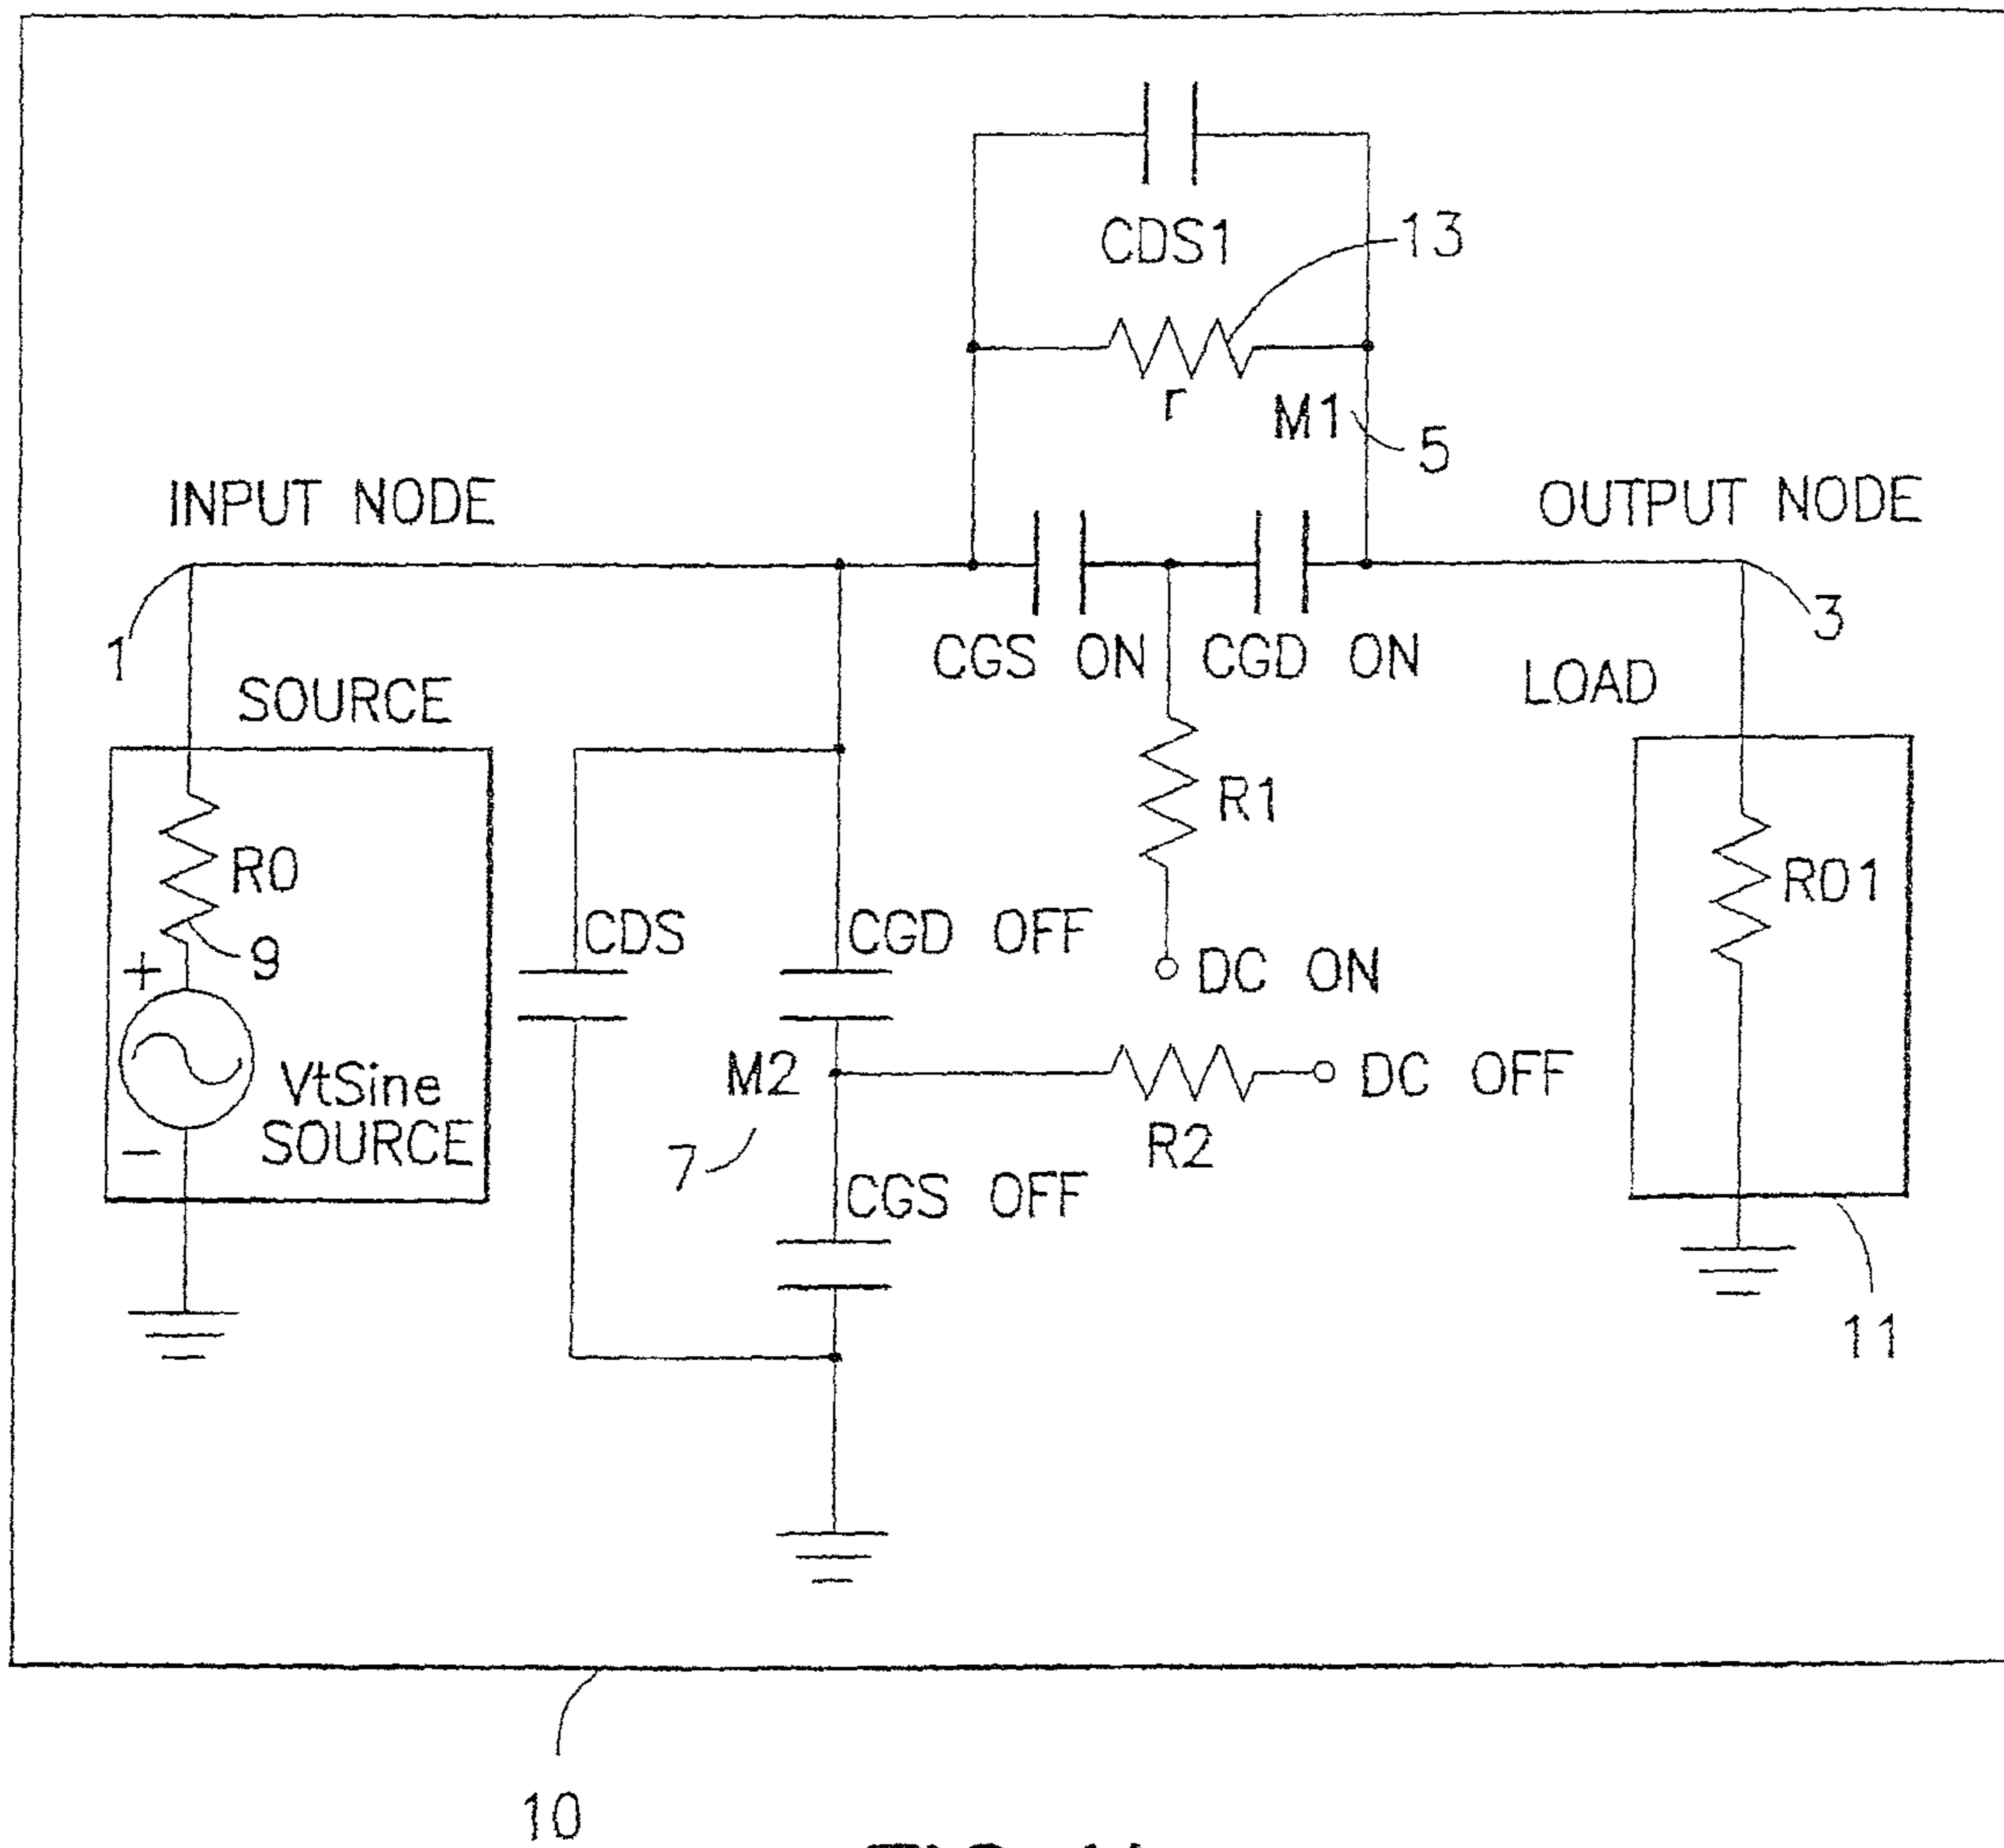 CDS1
13
r
M1
5
INPUT NODE
OUTPUT NODE
1
3
CGS ON
CGD ON
SOURCE
LOAD
R0
9
+
VtSine
SOURCE
−
CDS
CGD OFF
R1
DC ON
M2
7
R2
DC OFF
CGS OFF
R01
11
10